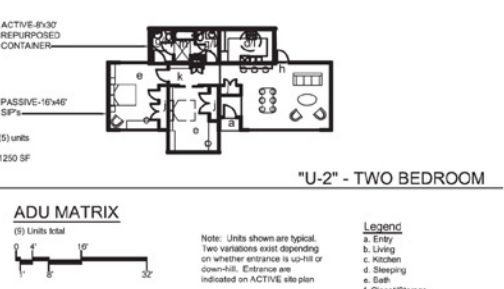 ACTIVE-8'x30'
REPURPOSED
CONTAINER
e
k
h
a
e
PASSIVE-16'x46'
SIP's
(5) units
1250 SF
"U-2" - TWO BEDROOM
ADU MATRIX
(9) Units total
0 4' 16'
1' 8' 32'
Note: Units shown are typical.
Two variations exist depending
on whether entrance is up-hill or
down-hill. Entrance are
indicated on ACTIVE site plan
Legend
a. Entry
b. Living
c. Kitchen
d. Sleeping
e. Bath
f. Closet/Storage